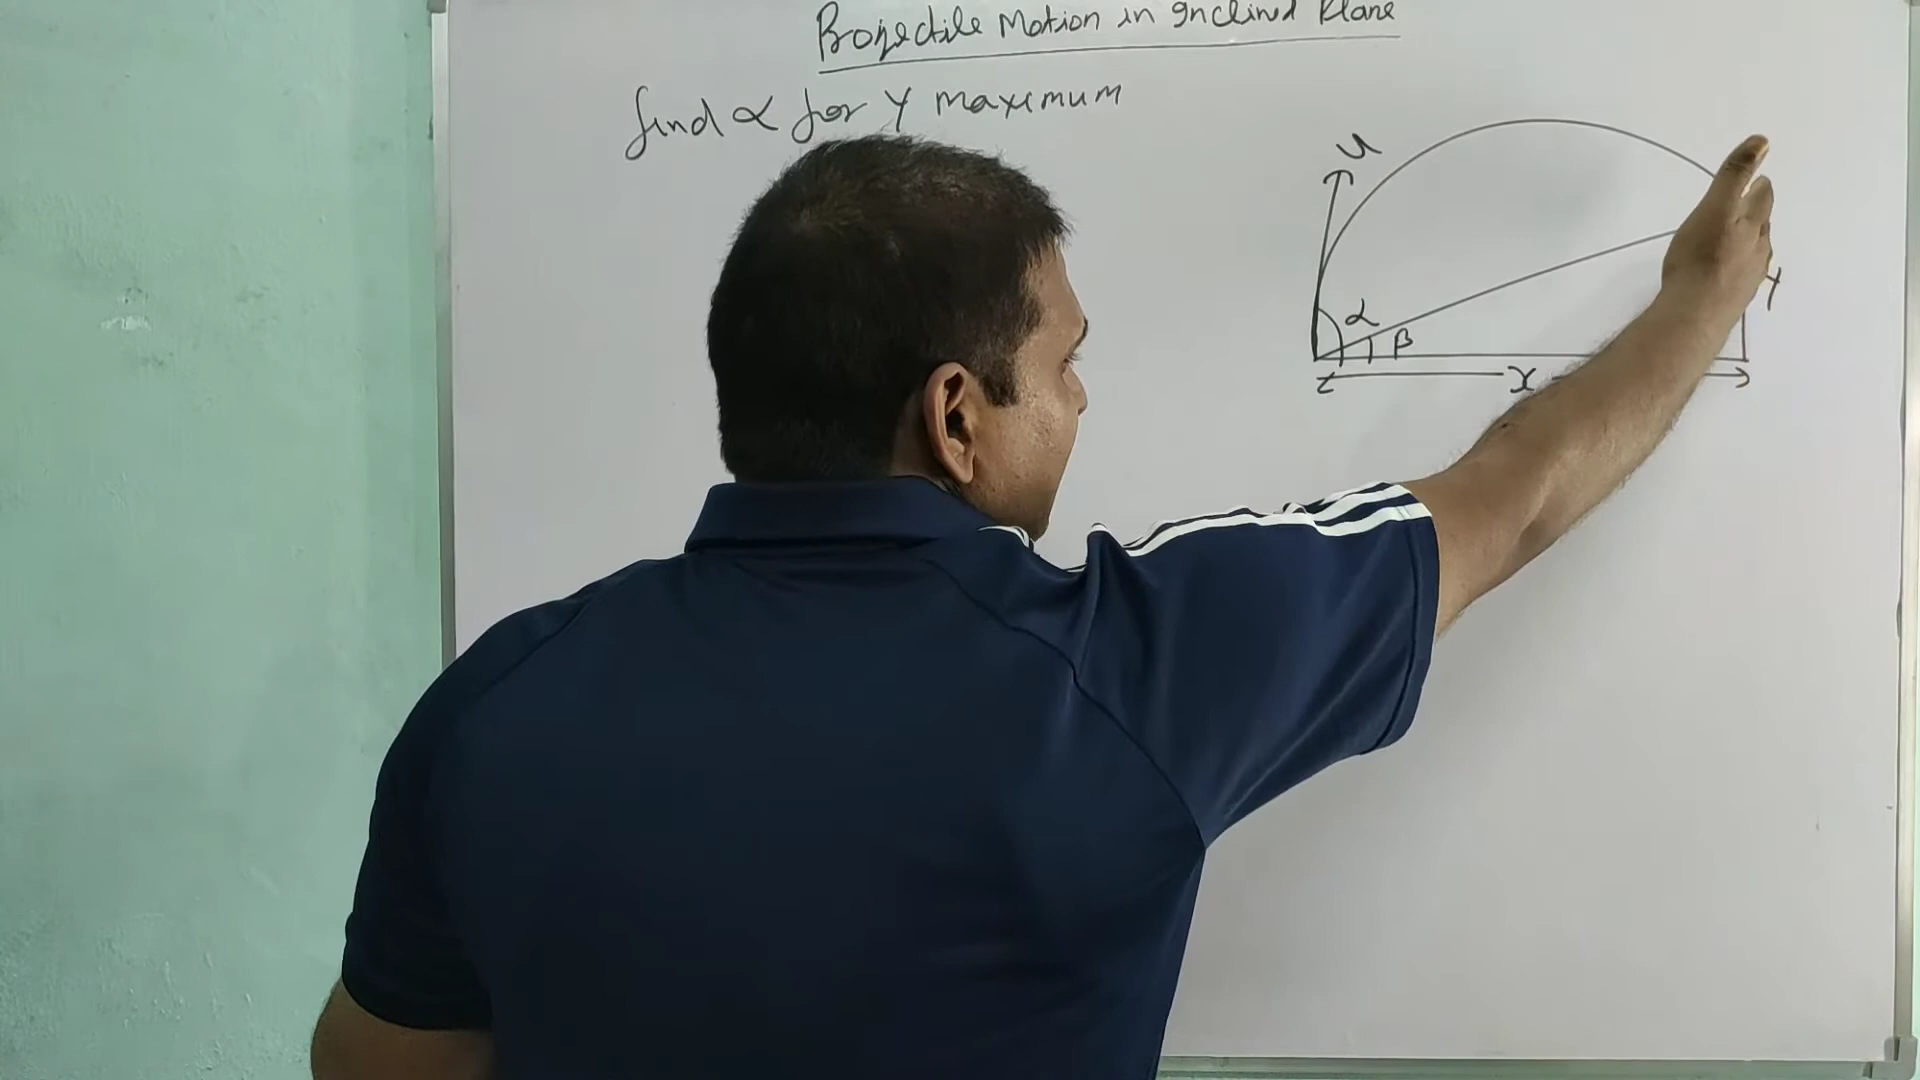 Projectile Motion in Inclined Plane
find α for Y maximum
u
α
β
Y
x